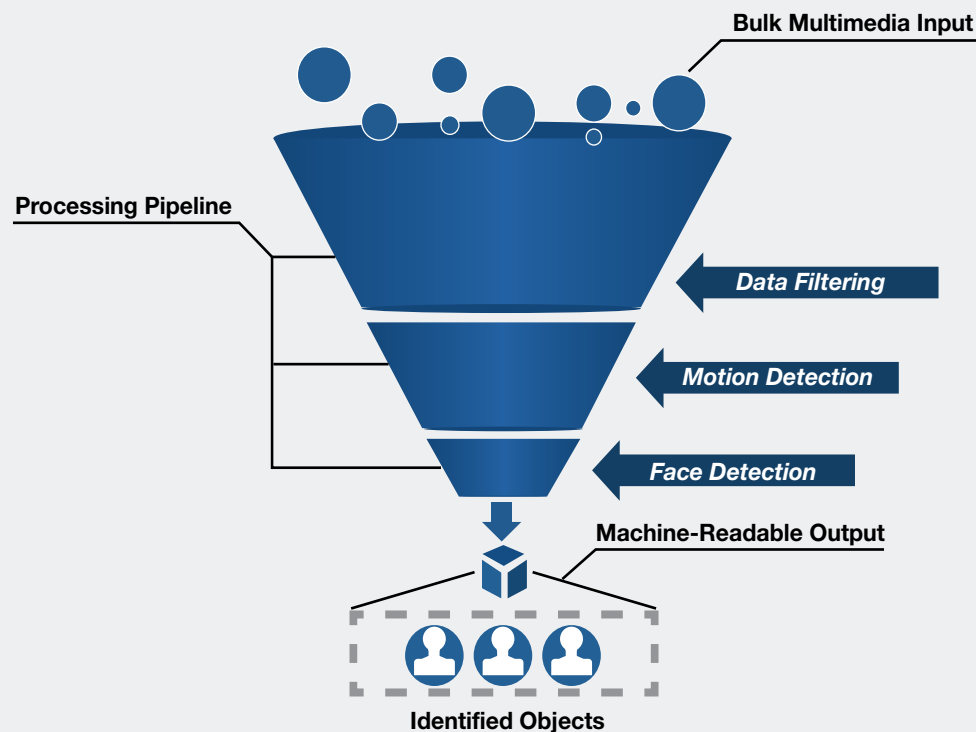 Bulk Multimedia Input
Processing Pipeline
Data Filtering
Motion Detection
Face Detection
Machine-Readable Output
Identified Objects